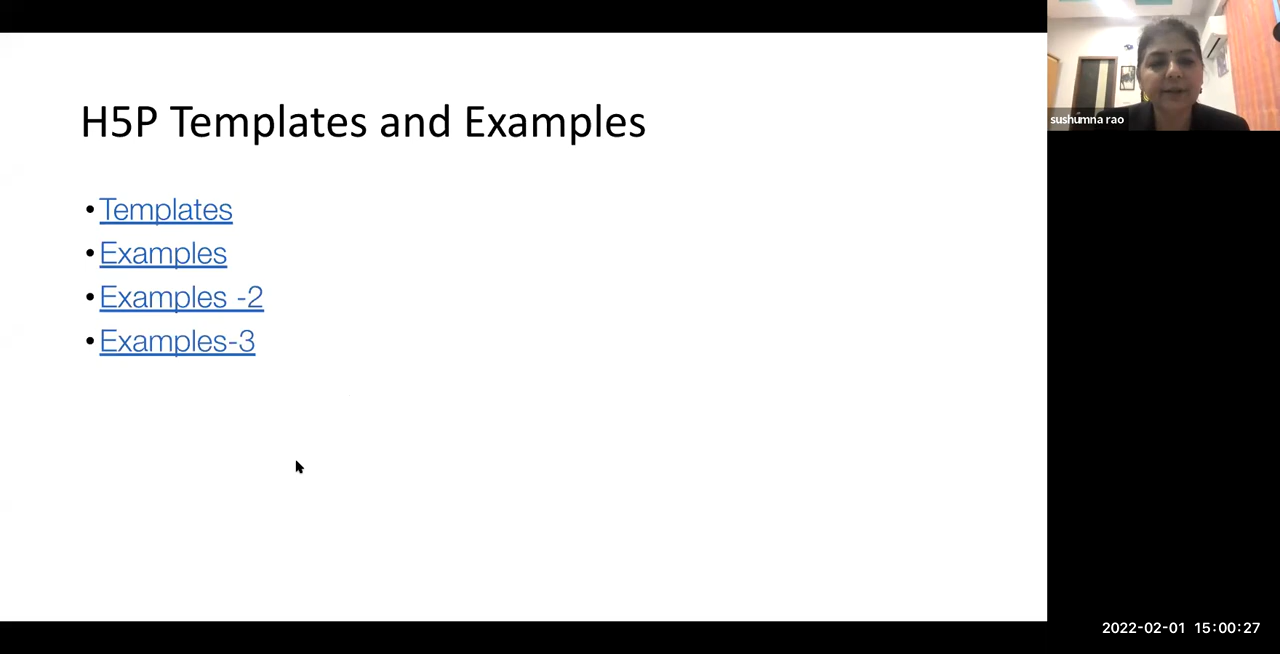 H5P Templates and Examples
• Templates
• Examples
• Examples -2
• Examples-3
sushumna rao
2022-02-01 15:00:27